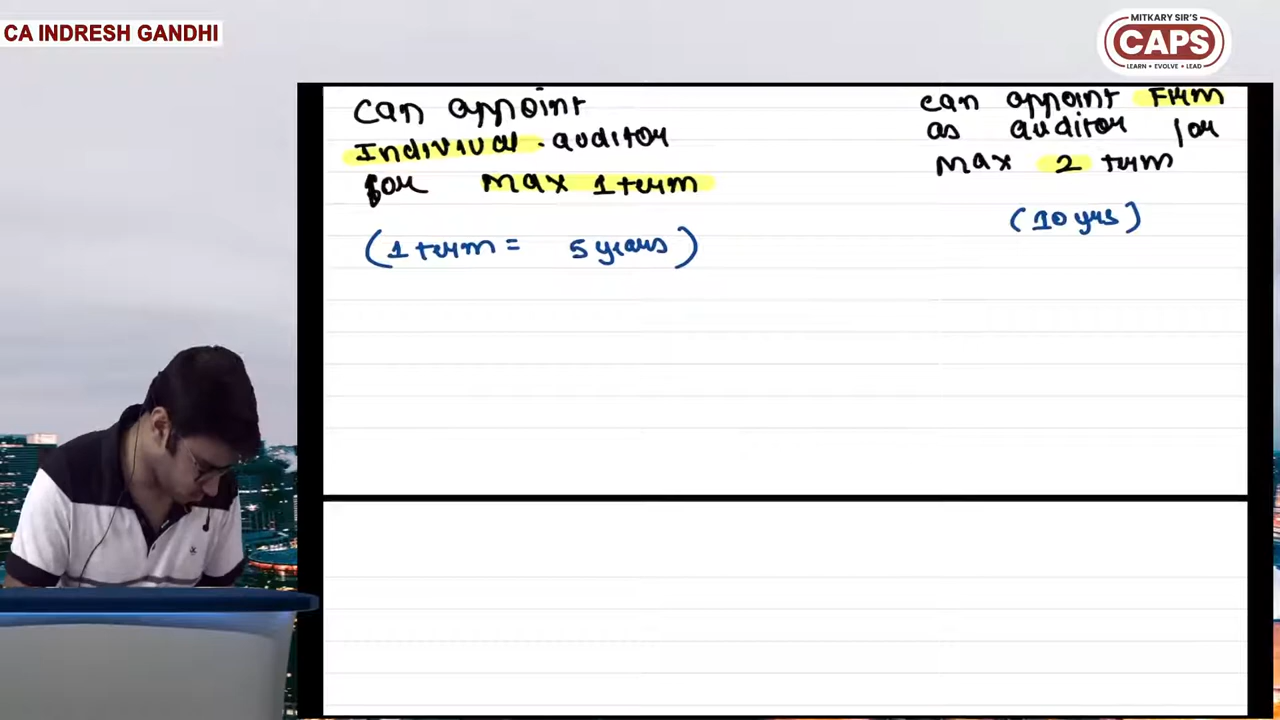 CA INDRESH GANDHI
MITKARY SIR'S
CAPS
LEARN • EVOLVE • LEAD
can appoint
Indiviual auditor
for max 1 term
(1 term = 5 years)
can appoint Firm
as auditor for
max 2 term
(10 yrs)